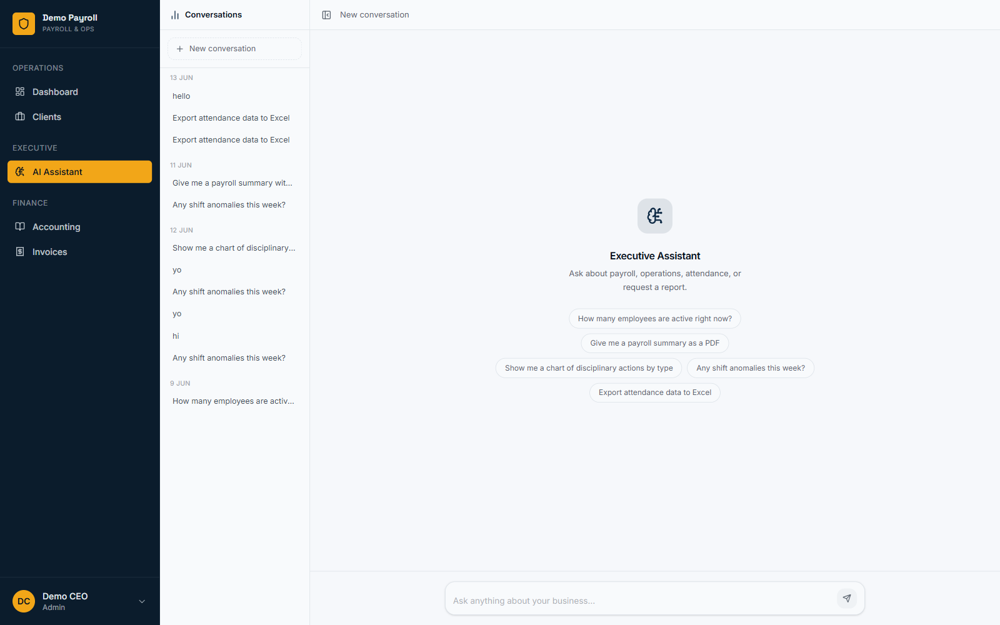 Demo Payroll
PAYROLL & OPS
OPERATIONS
Dashboard
Clients
EXECUTIVE
AI Assistant
FINANCE
Accounting
Invoices
DC
Demo CEO
Admin
Conversations
New conversation
13 JUN
hello
Export attendance data to Excel
Export attendance data to Excel
11 JUN
Give me a payroll summary wit...
Any shift anomalies this week?
12 JUN
Show me a chart of disciplinary...
yo
Any shift anomalies this week?
yo
hi
Any shift anomalies this week?
9 JUN
How many employees are activ...
New conversation
Executive Assistant
Ask about payroll, operations, attendance, or
request a report.
How many employees are active right now?
Give me a payroll summary as a PDF
Show me a chart of disciplinary actions by type
Any shift anomalies this week?
Export attendance data to Excel
Ask anything about your business...